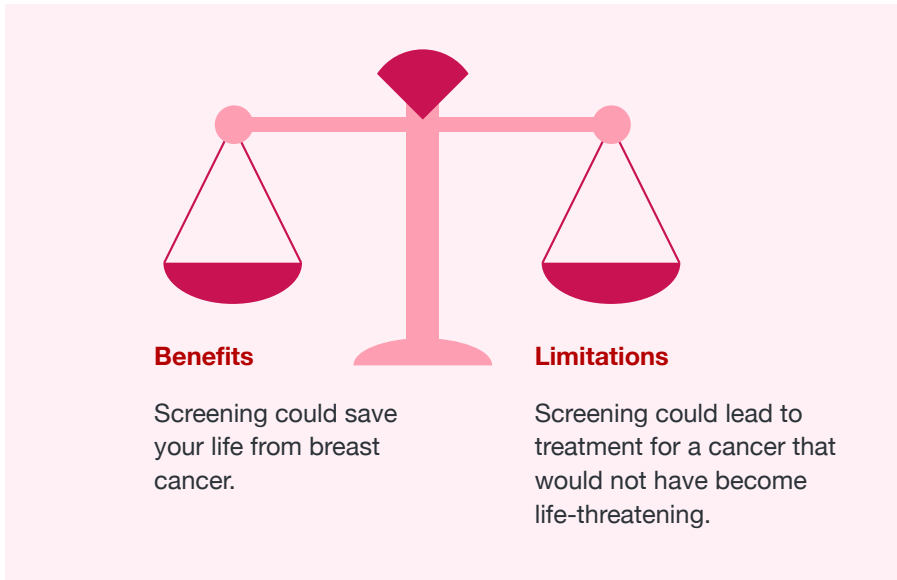 Benefits
Screening could save
your life from breast
cancer.
Limitations
Screening could lead to
treatment for a cancer that
would not have become
life-threatening.